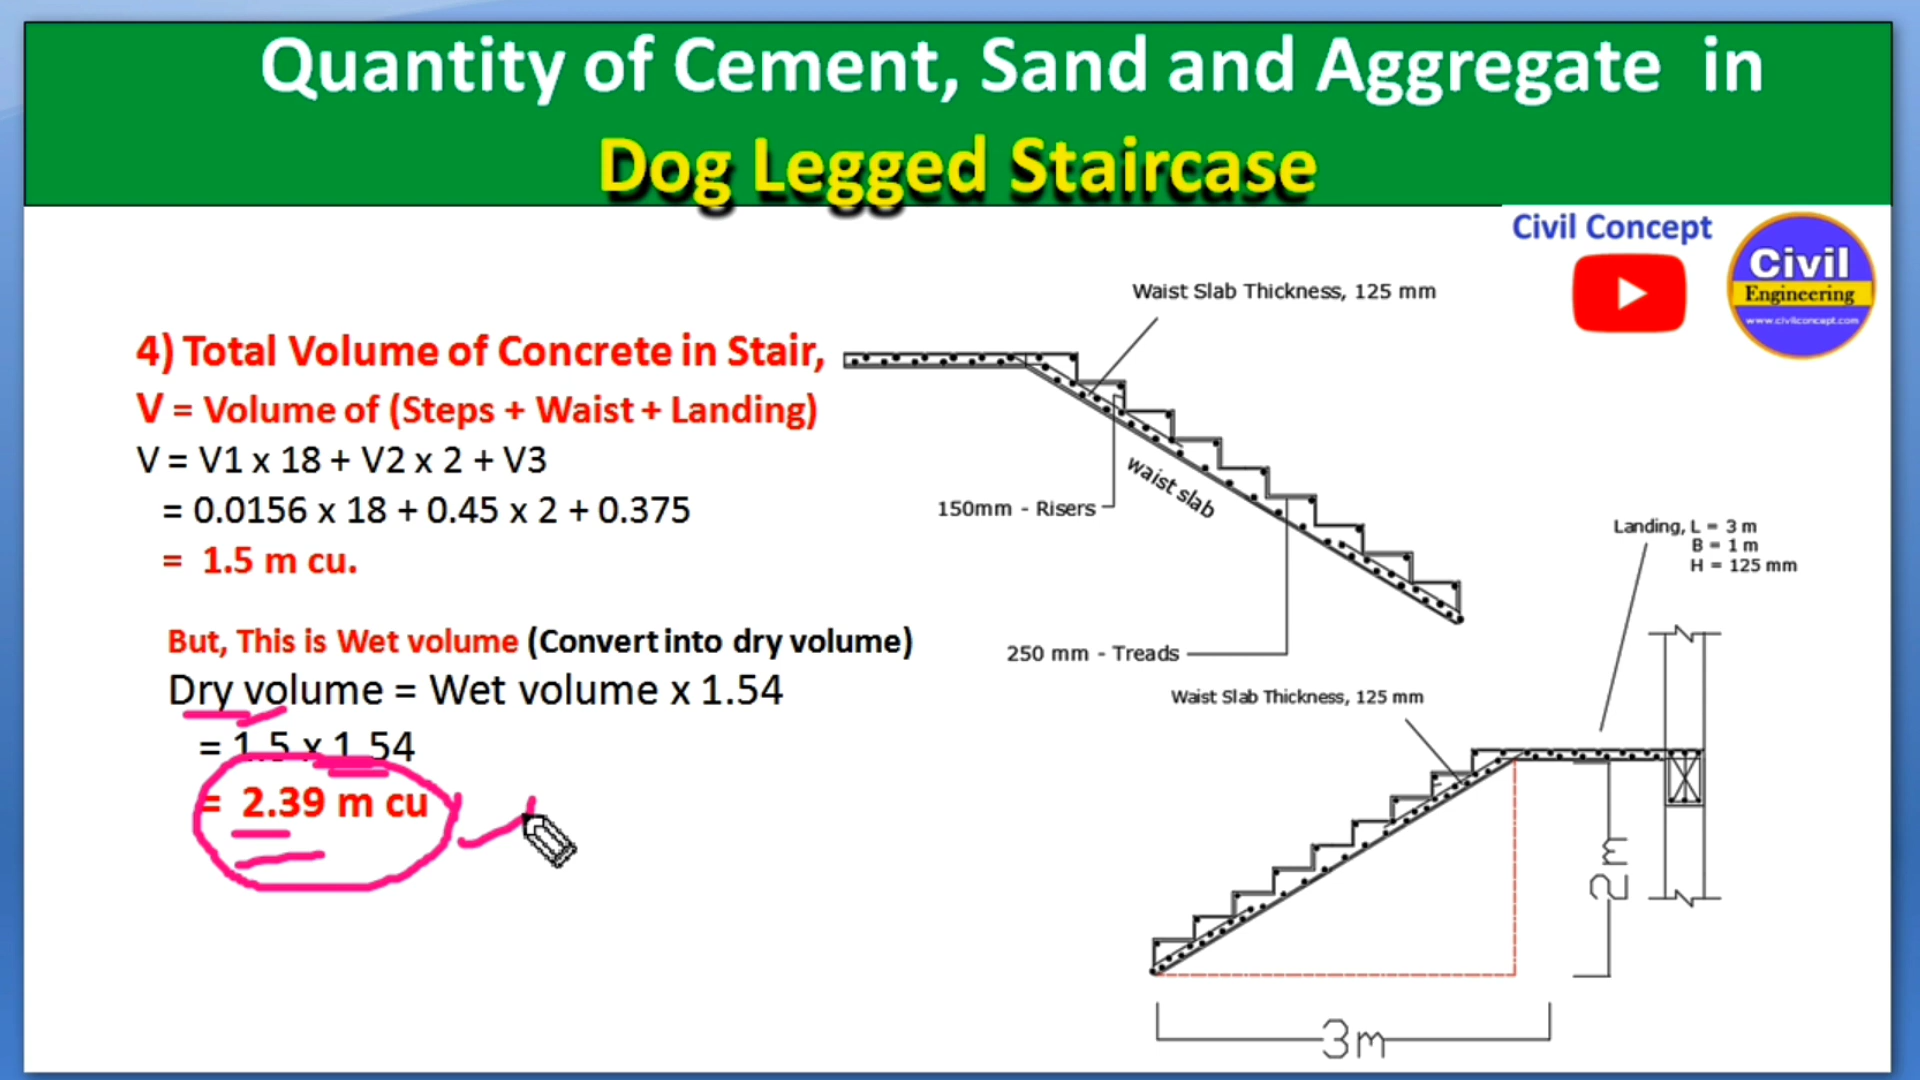 Quantity of Cement, Sand and Aggregate in
Dog Legged Staircase
Civil Concept
Civil
Engineering
www.civilconcept.com
4) Total Volume of Concrete in Stair,
V = Volume of (Steps + Waist + Landing)
V = V1 x 18 + V2 x 2 + V3
= 0.0156 x 18 + 0.45 x 2 + 0.375
= 1.5 m cu.
But, This is Wet volume (Convert into dry volume)
Dry volume = Wet volume x 1.54
= 1.5 x 1.54
= 2.39 m cu
Waist Slab Thickness, 125 mm
waist slab
150mm - Risers
250 mm - Treads
Landing, L = 3 m
B = 1 m
H = 125 mm
Waist Slab Thickness, 125 mm
2m
3m